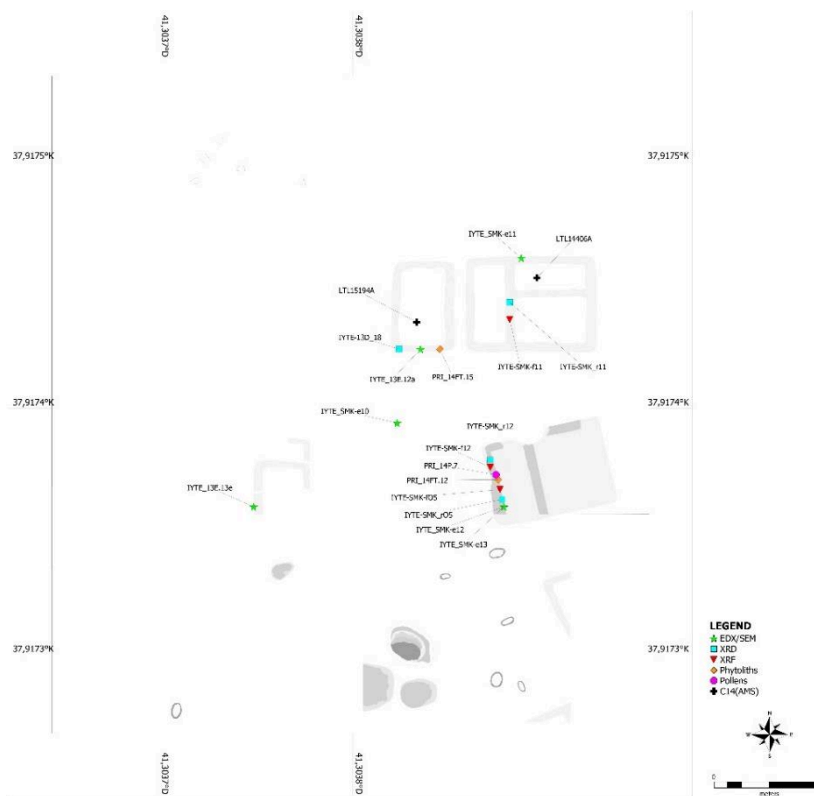 41,3037°D
41,3038°D
37,9175°K
37,9175°K
IYTE_SMK-e11
LTL14406A
LTL15194A
IYTE-13D_18
IYTE_13E.12a
PRI_14FT.15
IYTE-SMK-f11
IYTE-SMK_r11
37,9174°K
37,9174°K
IYTE_SMK-e10
IYTE-SMK_r12
IYTE-SMK-f12
PRI_14P.7
PRI_14FT.12
IYTE_13E.13e
IYTE-SMK-f05
IYTE-SMK_r05
IYTE_SMK-e12
IYTE_SMK-e13
37,9173°K
37,9173°K
LEGEND
EDX/SEM
XRD
XRF
Phytoliths
Pollens
C14(AMS)
N
W E
S
0
meters
41,3037°D
41,3038°D